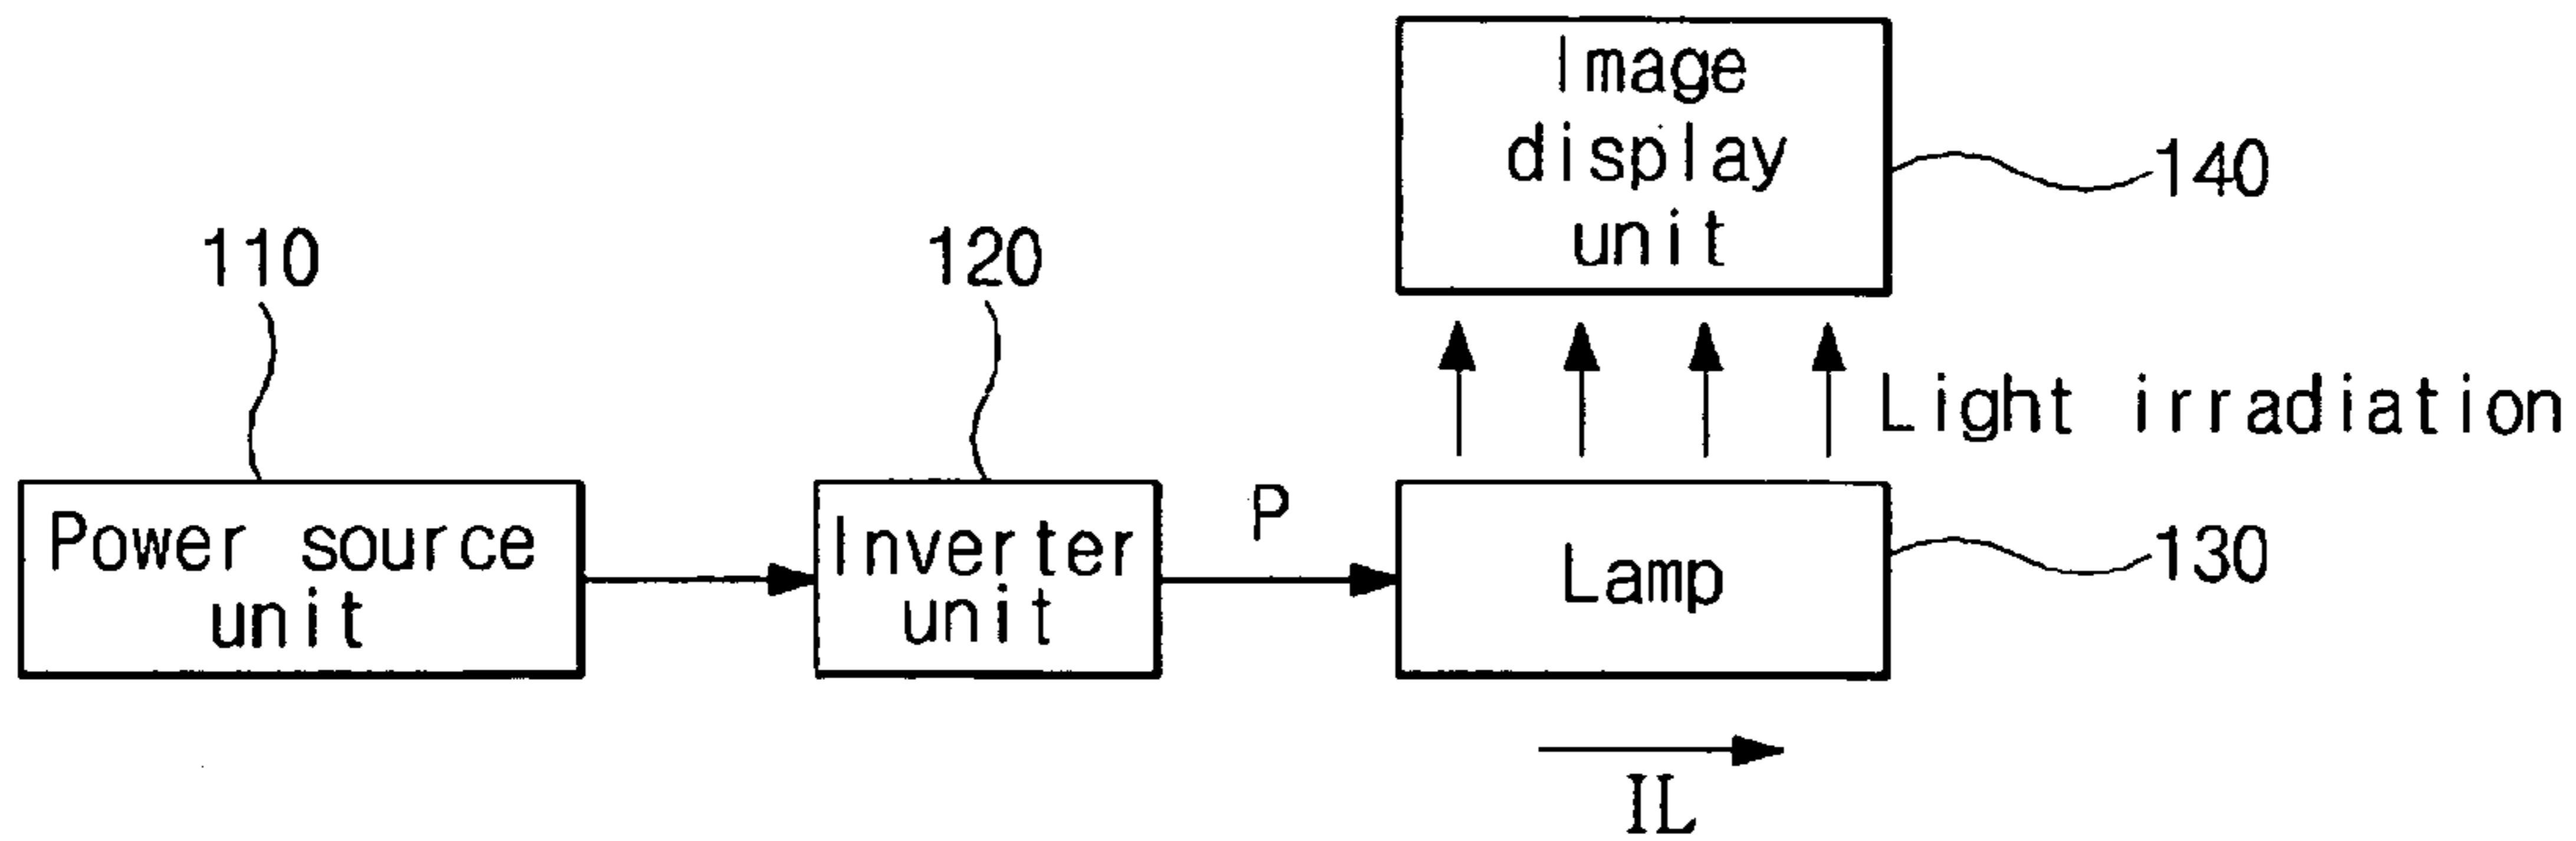 Image
display
unit
140
110
120
Light irradiation
Power source
unit
Inverter
unit
P
Lamp
130
IL